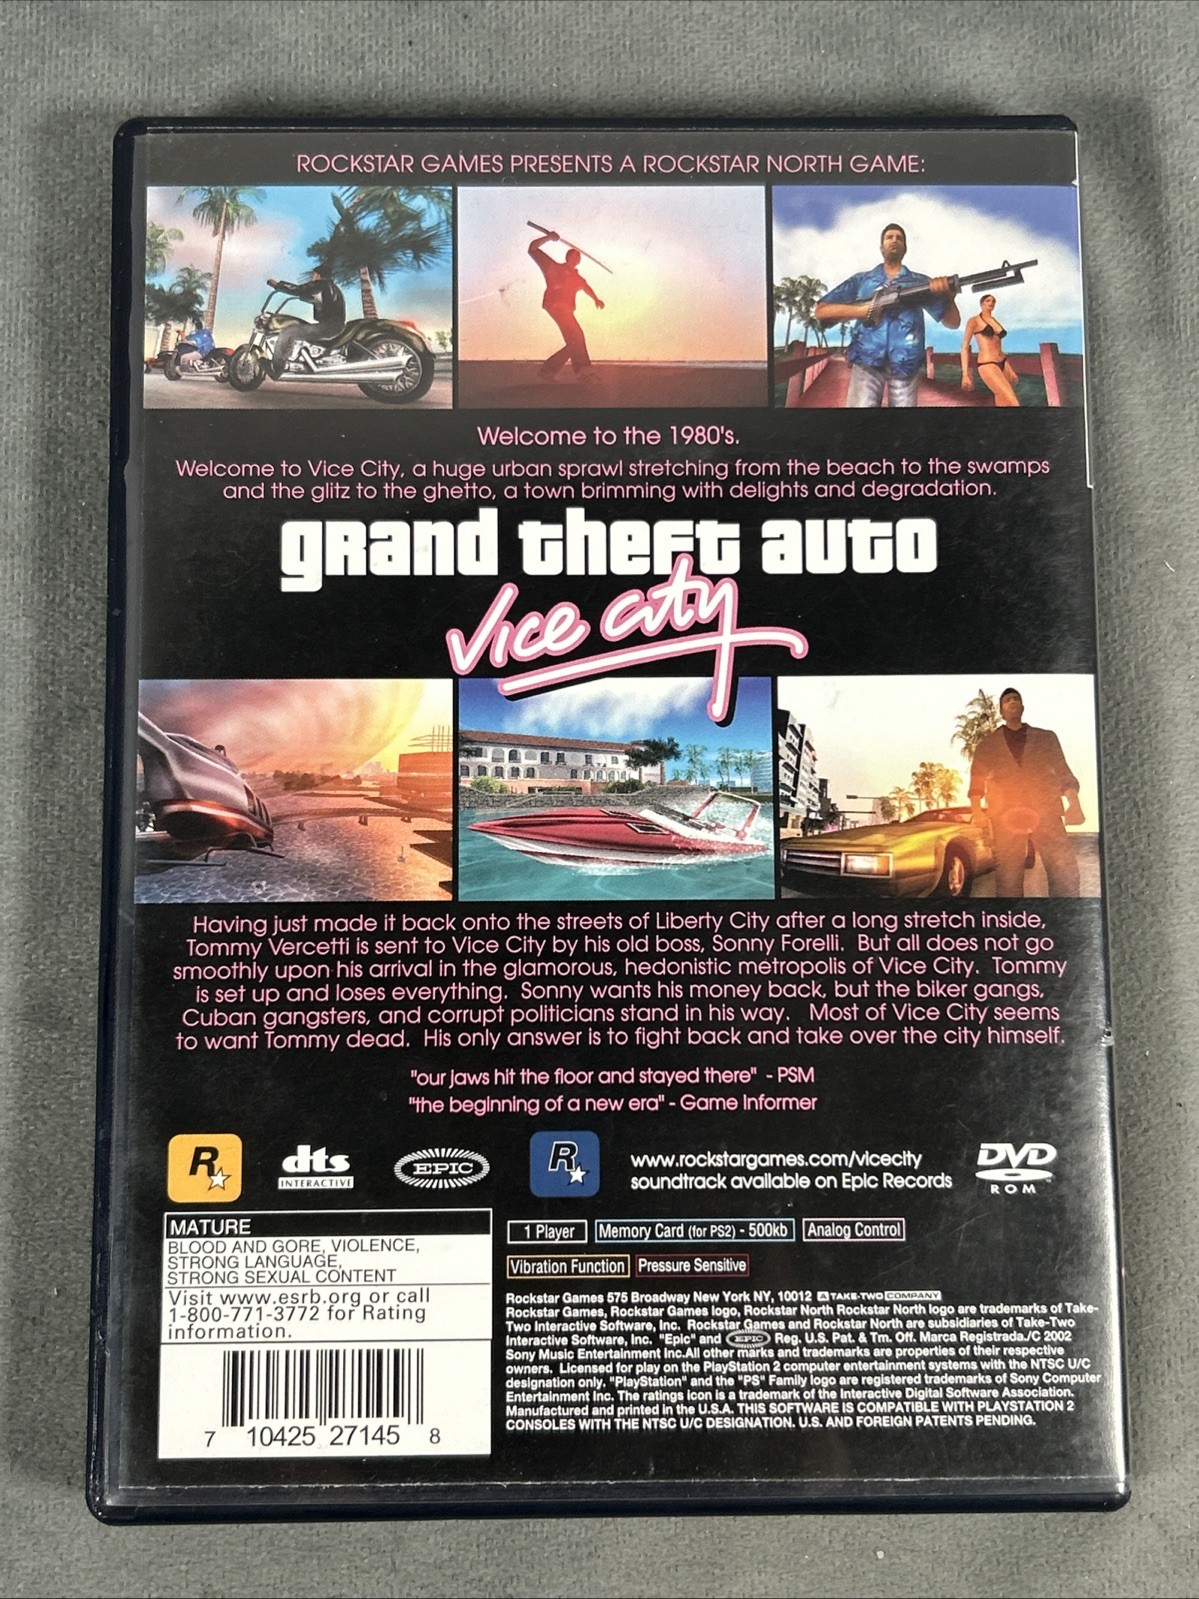 ROCKSTAR GAMES PRESENTS A ROCKSTAR NORTH GAME:
Welcome to the 1980's.
Welcome to Vice City, a huge urban sprawl stretching from the beach to the swamps
and the glitz to the ghetto, a town brimming with delights and degradation.
grand theft auto
Vice City
Having just made it back onto the streets of Liberty City after a long stretch inside,
Tommy Vercetti is sent to Vice City by his old boss, Sonny Forelli. But all does not go
smoothly upon his arrival in the glamorous, hedonistic metropolis of Vice City. Tommy
is set up and loses everything. Sonny wants his money back, but the biker gangs,
Cuban gangsters, and corrupt politicians stand in his way. Most of Vice City seems
to want Tommy dead. His only answer is to fight back and take over the city himself.
"our jaws hit the floor and stayed there" - PSM
"the beginning of a new era" - Game Informer
R
dts
INTERACTIVE
EPIC
R
www.rockstargames.com/vicecity
soundtrack available on Epic Records
DVD
ROM
MATURE
BLOOD AND GORE, VIOLENCE,
STRONG LANGUAGE,
STRONG SEXUAL CONTENT
Visit www.esrb.org or call
1-800-771-3772 for Rating
information.
7 10425 27145 8
1 Player
Memory Card (for PS2) - 500kb
Analog Control
Vibration Function
Pressure Sensitive
Rockstar Games 575 Broadway New York NY, 10012 A TAKE-TWO COMPANY
Rockstar Games, Rockstar Games logo, Rockstar North Rockstar North logo are trademarks of Take-
Two Interactive Software, Inc. Rockstar Games and Rockstar North are subsidiaries of Take-Two
Interactive Software, Inc. "Epic" and EPIC Reg. U.S. Pat. & Tm. Off. Marca Registrada./C 2002
Sony Music Entertainment Inc.All other marks and trademarks are properties of their respective
owners. Licensed for play on the PlayStation 2 computer entertainment systems with the NTSC U/C
designation only. "PlayStation" and the "PS" Family logo are registered trademarks of Sony Computer
Entertainment Inc. The ratings icon is a trademark of the Interactive Digital Software Association.
Manufactured and printed in the U.S.A. THIS SOFTWARE IS COMPATIBLE WITH PLAYSTATION 2
CONSOLES WITH THE NTSC U/C DESIGNATION. U.S. AND FOREIGN PATENTS PENDING.